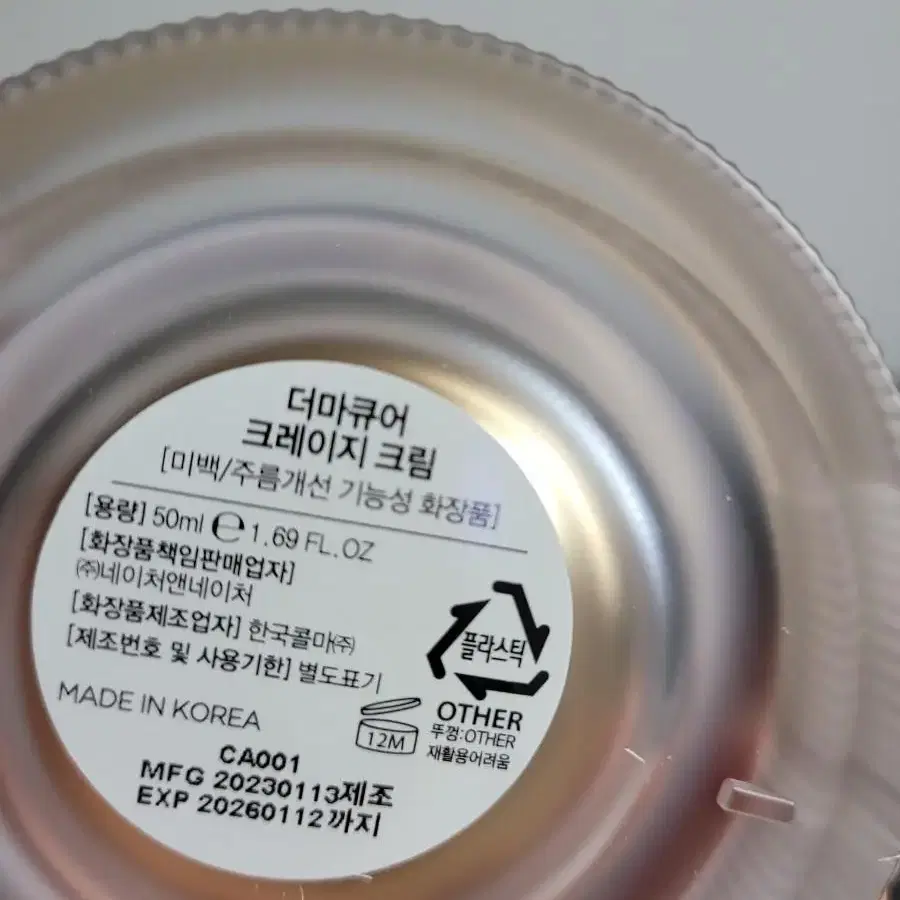 더마큐어
크레이지 크림
[미백/주름개선 기능성 화장품]
[용량] 50ml ℮ 1.69 FL.OZ
[화장품책임판매업자]
㈜네이처앤네이처
[화장품제조업자] 한국콜마㈜
[제조번호 및 사용기한] 별도표기
MADE IN KOREA
12M
플라스틱
OTHER
뚜껑:OTHER
재활용어려움
CA001
MFG 20230113제조
EXP 20260112까지